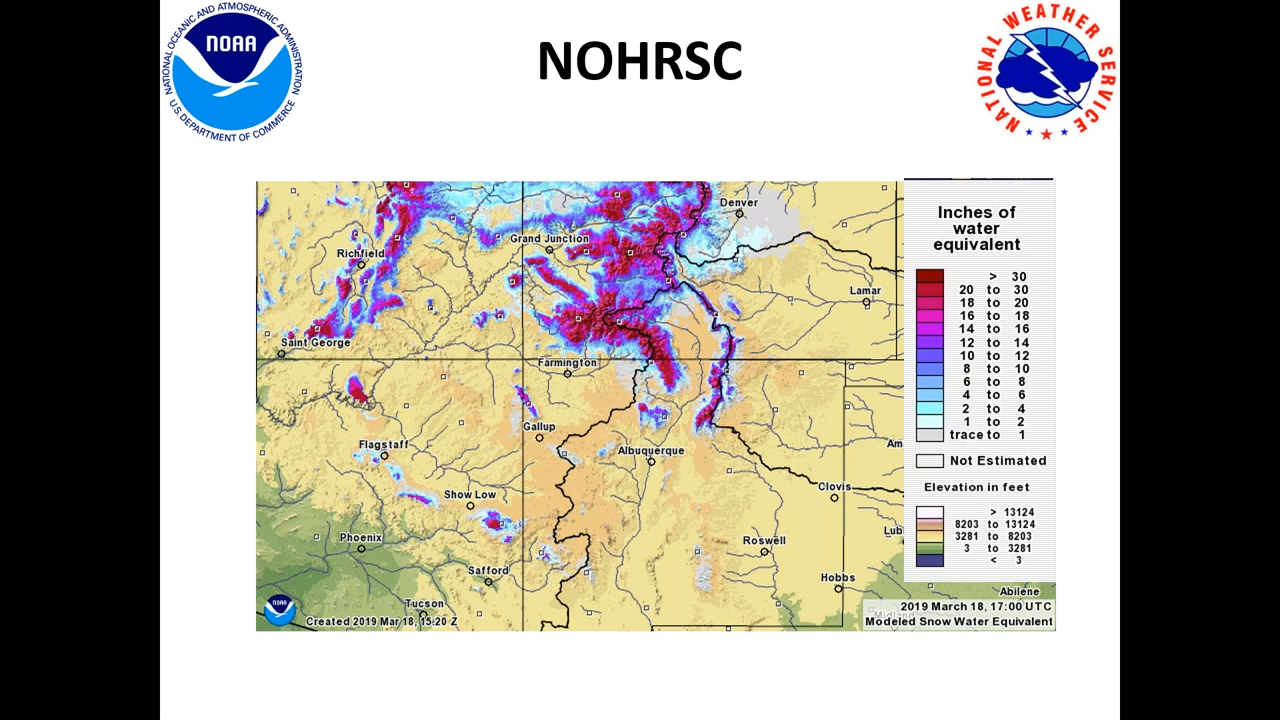 NATIONAL OCEANIC AND ATMOSPHERIC ADMINISTRATION
NOAA
U.S. DEPARTMENT OF COMMERCE
NOHRSC
NATIONAL WEATHER SERVICE
Denver
Grand Junction
Richfield
Lamar
Saint George
Farmington
Gallup
Flagstaff
Albuquerque
Am
Show Low
Clovis
Phoenix
Roswell
Lub
Safford
Hobbs
Abilene
Tucson
Midland
NOAA
Created 2019 Mar 18, 15:20 Z
2019 March 18, 17:00 UTC
Modeled Snow Water Equivalent
Inches of
water
equivalent
> 30
20 to 30
18 to 20
16 to 18
14 to 16
12 to 14
10 to 12
8 to 10
6 to 8
4 to 6
2 to 4
1 to 2
trace to 1
Not Estimated
Elevation in feet
> 13124
8203 to 13124
3281 to 8203
3 to 3281
< 3